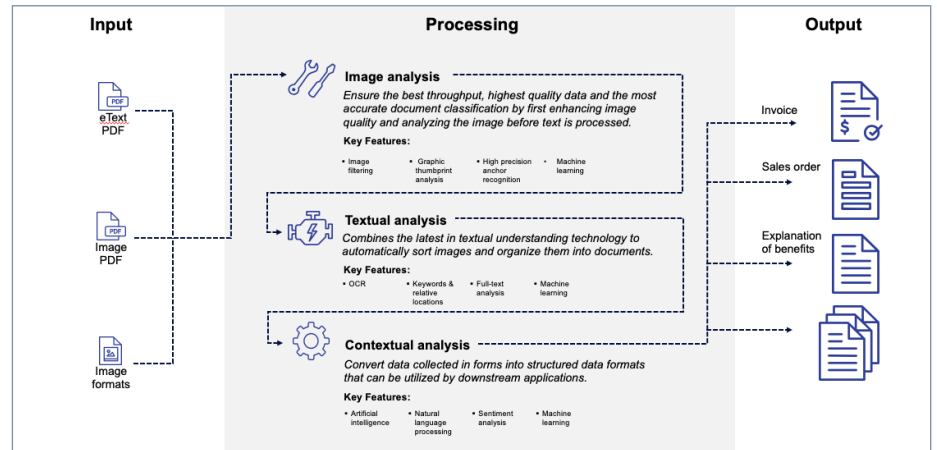 Input
Processing
Output
PDF
eText
PDF
PDF
Image
PDF
Image
formats
Image analysis
Ensure the best throughput, highest quality data and the most
accurate document classification by first enhancing image
quality and analyzing the image before text is processed.
Key Features:
▪ Image
filtering
▪ Graphic
thumbprint
analysis
▪ High precision
anchor
recognition
▪ Machine
learning
Textual analysis
Combines the latest in textual understanding technology to
automatically sort images and organize them into documents.
Key Features:
▪ OCR
▪ Keywords &
relative
locations
▪ Full-text
analysis
▪ Machine
learning
Contextual analysis
Convert data collected in forms into structured data formats
that can be utilized by downstream applications.
Key Features:
▪ Artificial
intelligence
▪ Natural
language
processing
▪ Sentiment
analysis
▪ Machine
learning
Invoice
$
Sales order
Explanation
of benefits